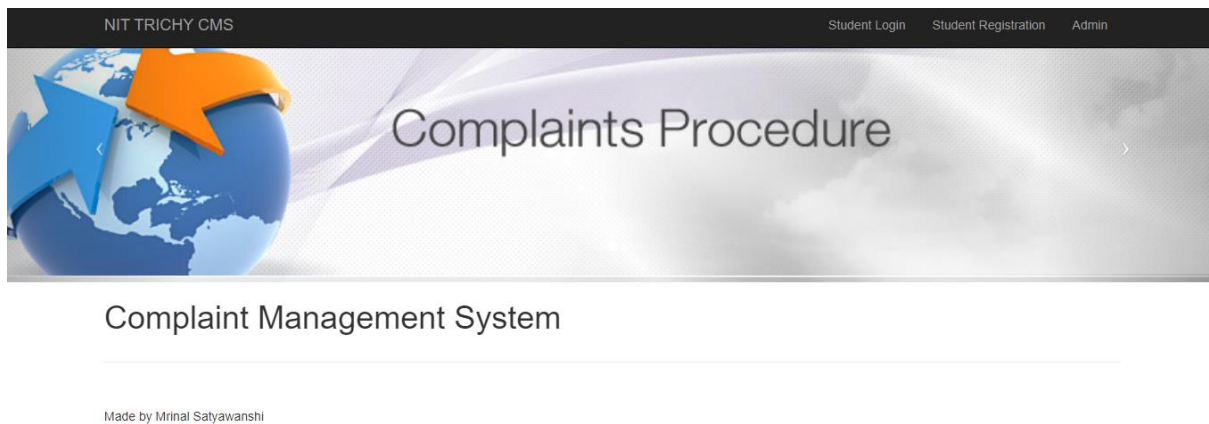 NIT TRICHY CMS Student Login Student Registration Admin
Complaints Procedure
Complaint Management System
Made by Mrinal Satyawanshi